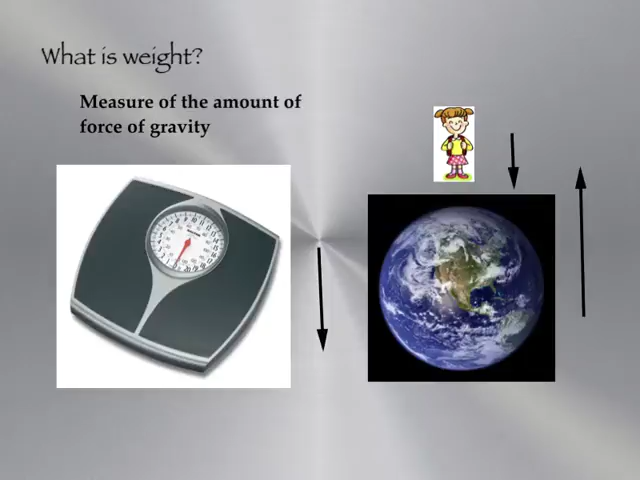 What is weight?
Measure of the amount of
force of gravity